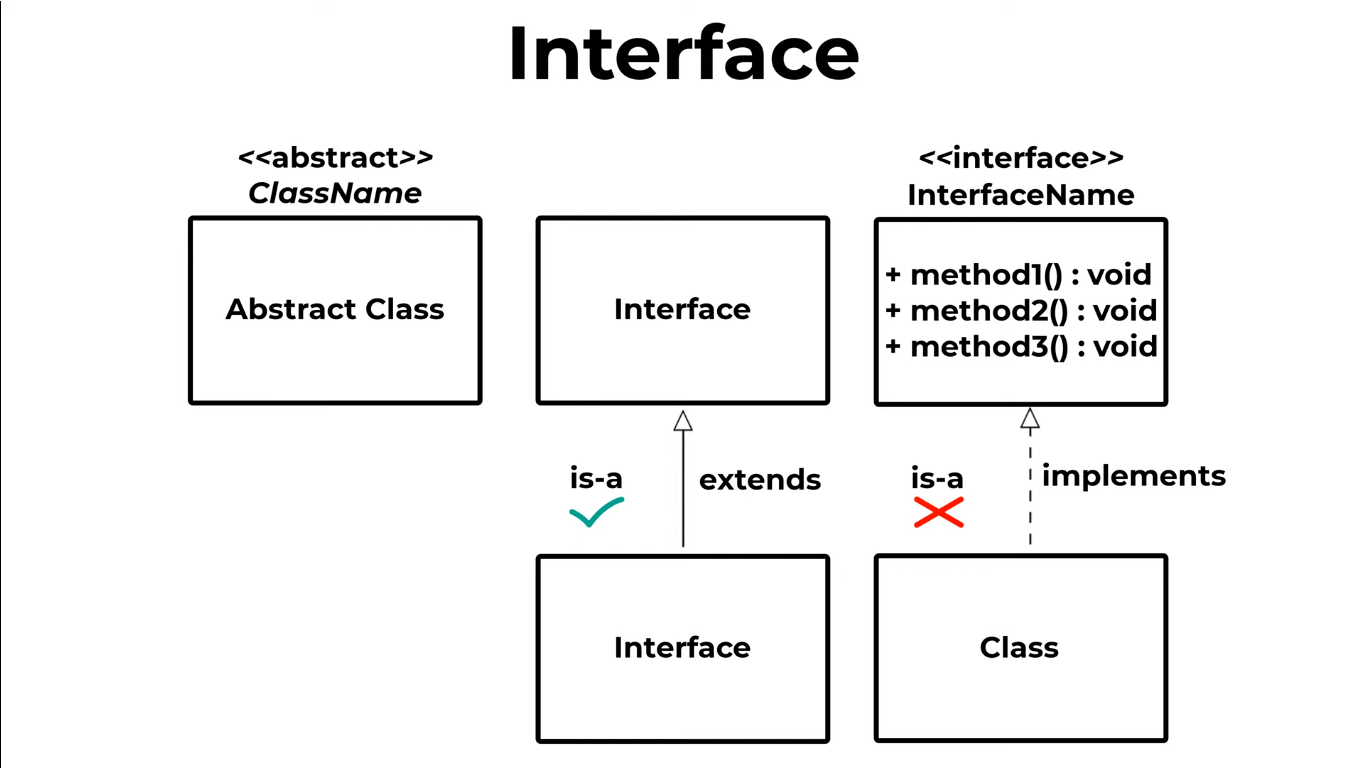 Interface
<<abstract>>
ClassName
<<interface>>
InterfaceName
Abstract Class
Interface
+ method1() : void
+ method2() : void
+ method3() : void
is-a
extends
is-a
implements
Interface
Class